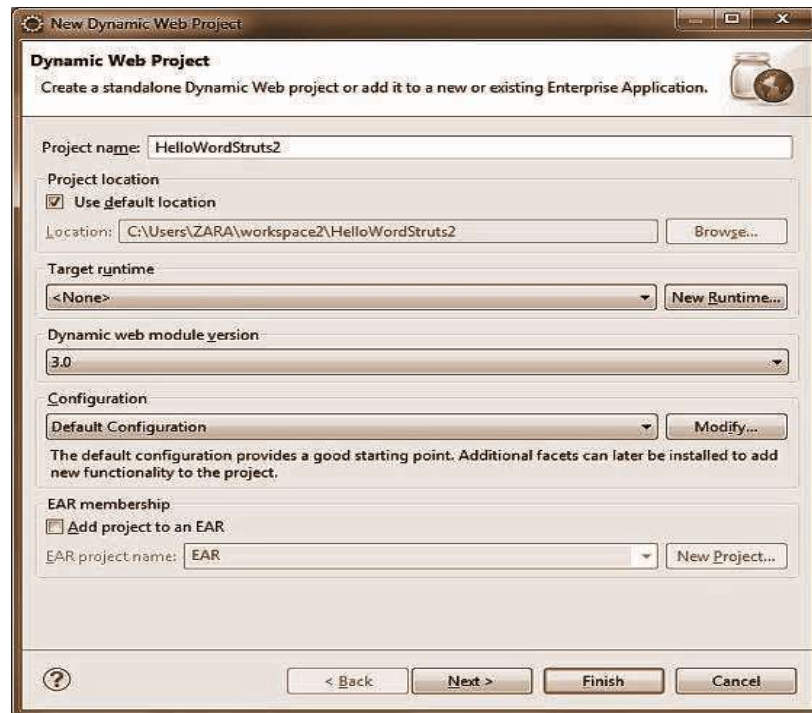 New Dynamic Web Project
Dynamic Web Project
Create a standalone Dynamic Web project or add it to a new or existing Enterprise Application.
Project name: HelloWordStruts2
Project location
Use default location
Location: C:\Users\ZARA\workspace2\HelloWordStruts2 Browse...
Target runtime
<None> New Runtime...
Dynamic web module version
3.0
Configuration
Default Configuration Modify...
The default configuration provides a good starting point. Additional facets can later be installed to add
new functionality to the project.
EAR membership
Add project to an EAR
EAR project name: EAR New Project...
? < Back Next > Finish Cancel